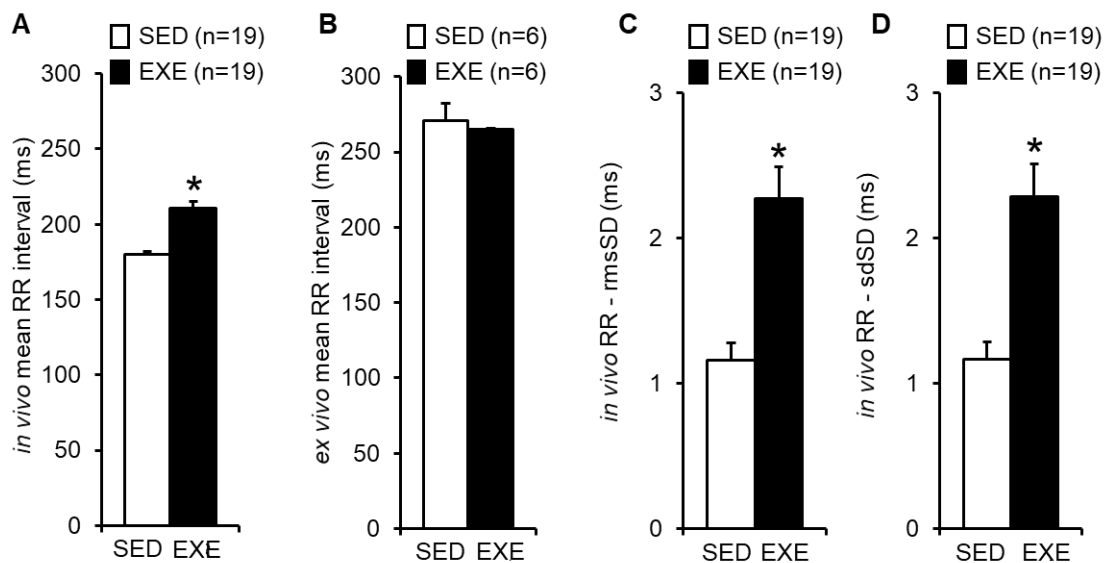 A
SED (n=19)
EXE (n=19)
300
250
200
150
100
50
0
in vivo mean RR interval (ms)
*
SED EXE
B
SED (n=6)
EXE (n=6)
300
250
200
150
100
50
0
ex vivo mean RR interval (ms)
SED EXE
C
SED (n=19)
EXE (n=19)
3
2
1
0
in vivo RR - rmsSD (ms)
*
SED EXE
D
SED (n=19)
EXE (n=19)
3
2
1
0
in vivo RR - sdSD (ms)
*
SED EXE